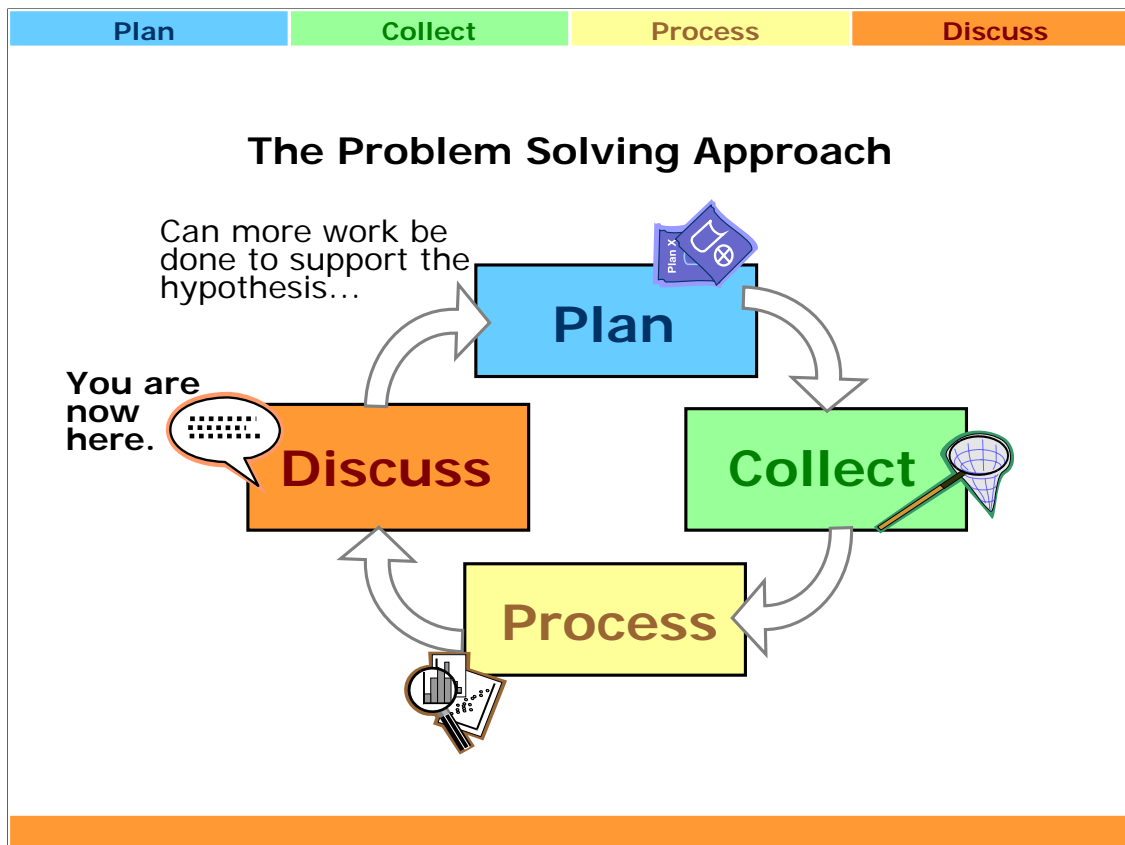 Plan Collect Process Discuss
The Problem Solving Approach
Can more work be
done to support the
hypothesis...
Plan X
Plan
You are
now
here.
Discuss
Collect
Process